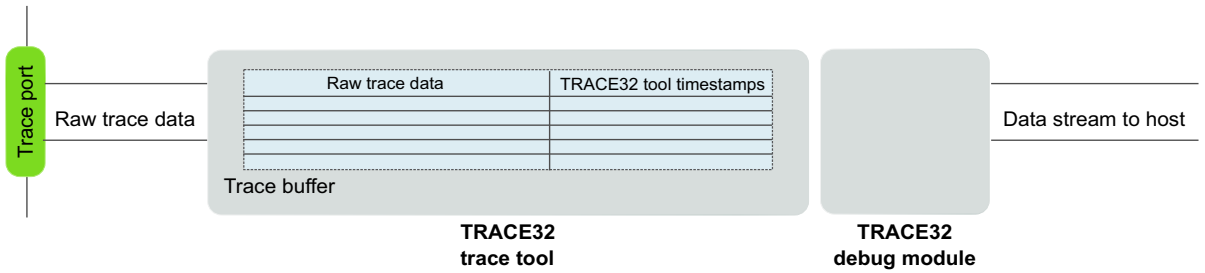 Trace port
Raw trace data
Raw trace data
TRACE32 tool timestamps
Trace buffer
Data stream to host
TRACE32
trace tool
TRACE32
debug module